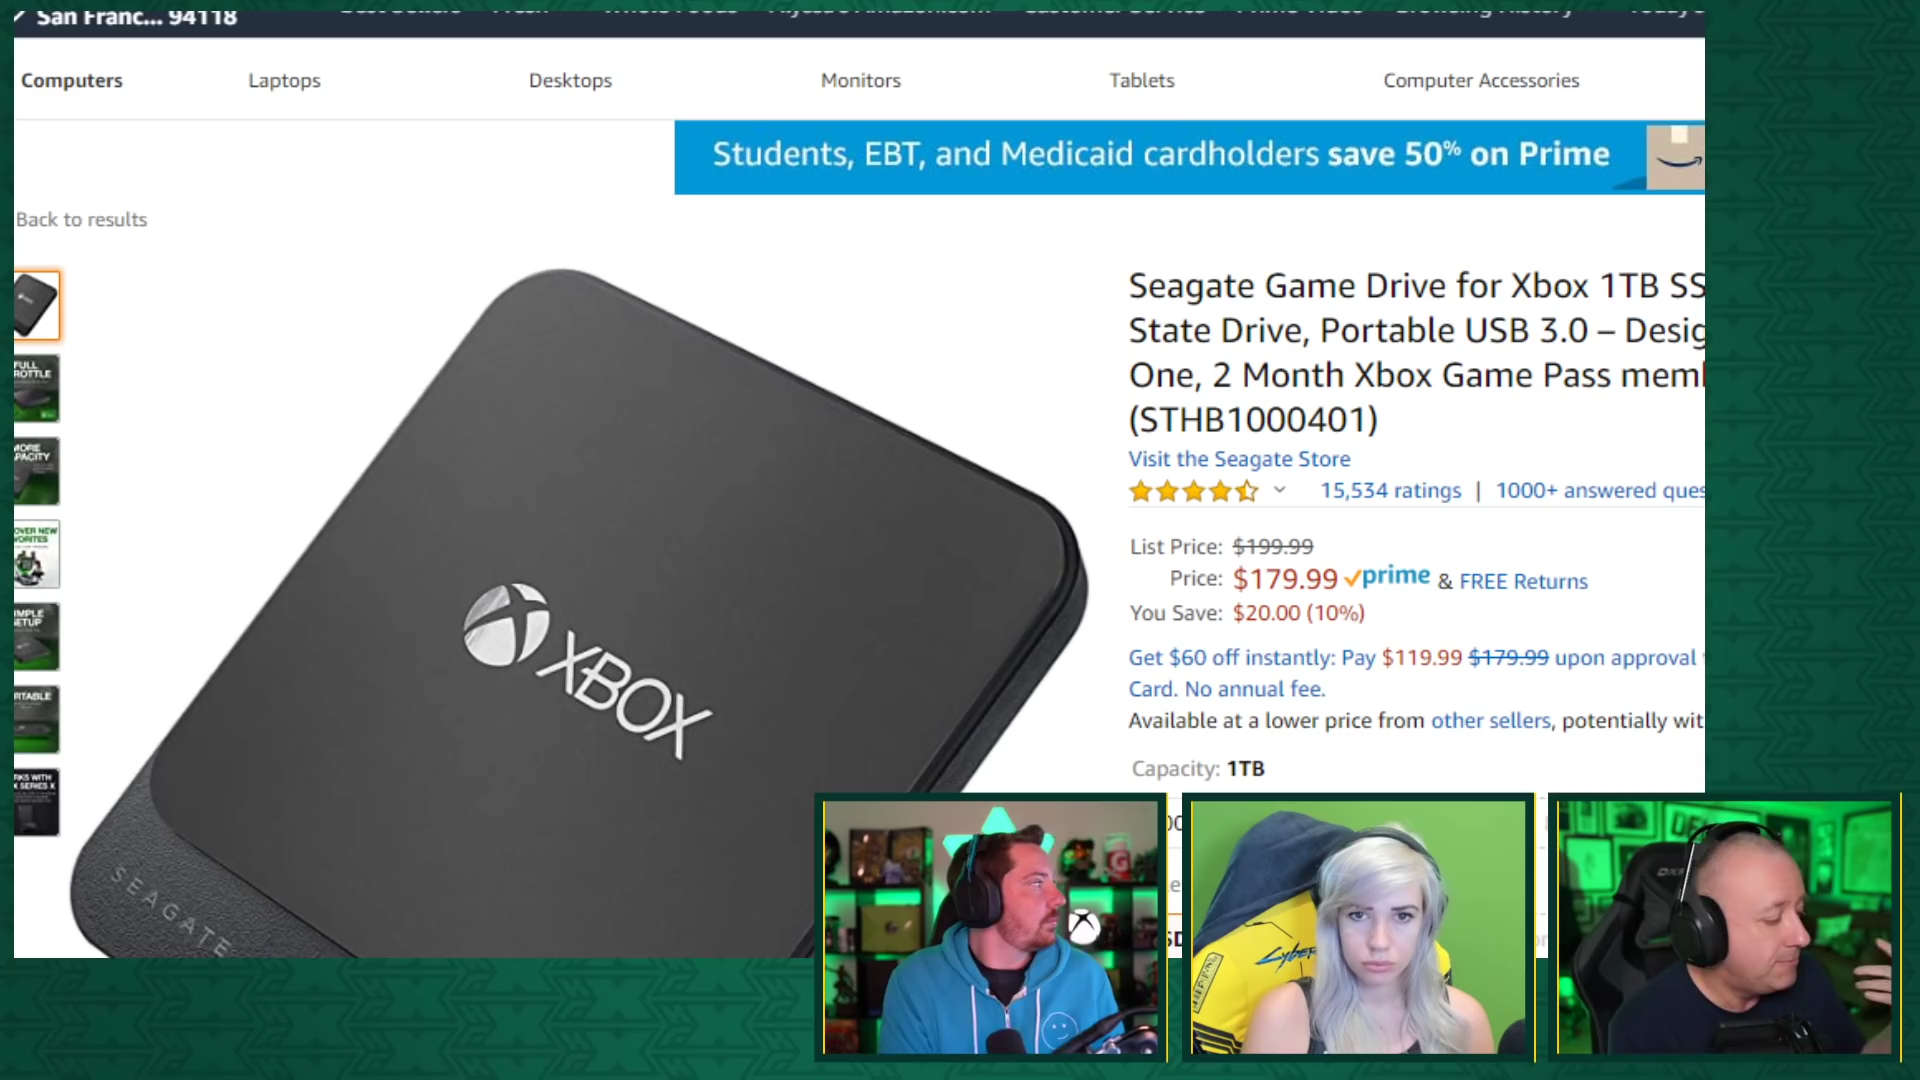 San Franc... 94118
Computers
Laptops
Desktops
Monitors
Tablets
Computer Accessories
Students, EBT, and Medicaid cardholders save 50% on Prime
Back to results
Seagate Game Drive for Xbox 1TB SS
State Drive, Portable USB 3.0 – Desig
One, 2 Month Xbox Game Pass mem
(STHB1000401)
Visit the Seagate Store
15,534 ratings | 1000+ answered ques
List Price: $199.99
Price: $179.99 prime & FREE Returns
You Save: $20.00 (10%)
Get $60 off instantly: Pay $119.99 $179.99 upon approval
Card. No annual fee.
Available at a lower price from other sellers, potentially wit
Capacity: 1TB
XBOX
SEAGATE